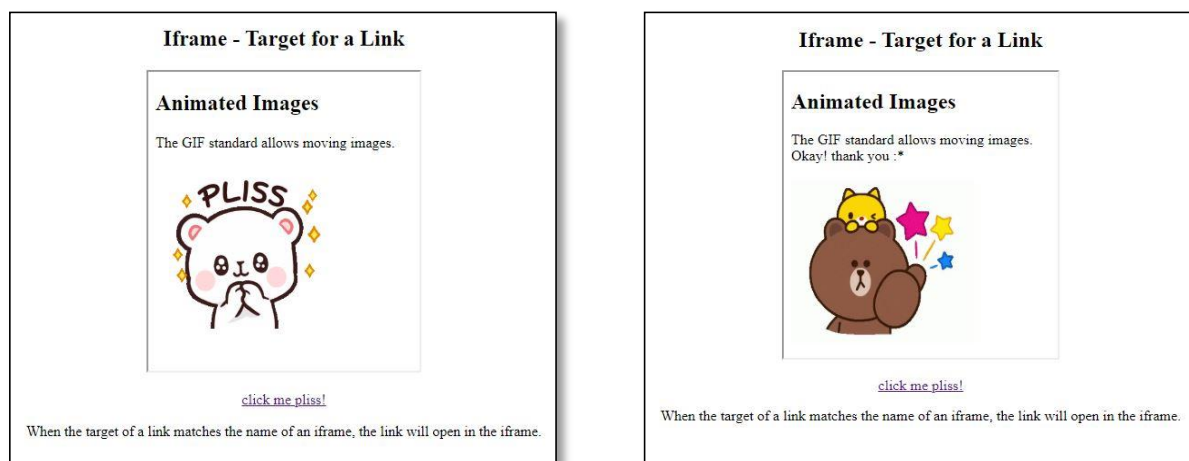 Iframe - Target for a Link
Animated Images
The GIF standard allows moving images.
PLISS
click me pliss!
When the target of a link matches the name of an iframe, the link will open in the iframe.
Iframe - Target for a Link
Animated Images
The GIF standard allows moving images.
Okay! thank you :*
click me pliss!
When the target of a link matches the name of an iframe, the link will open in the iframe.